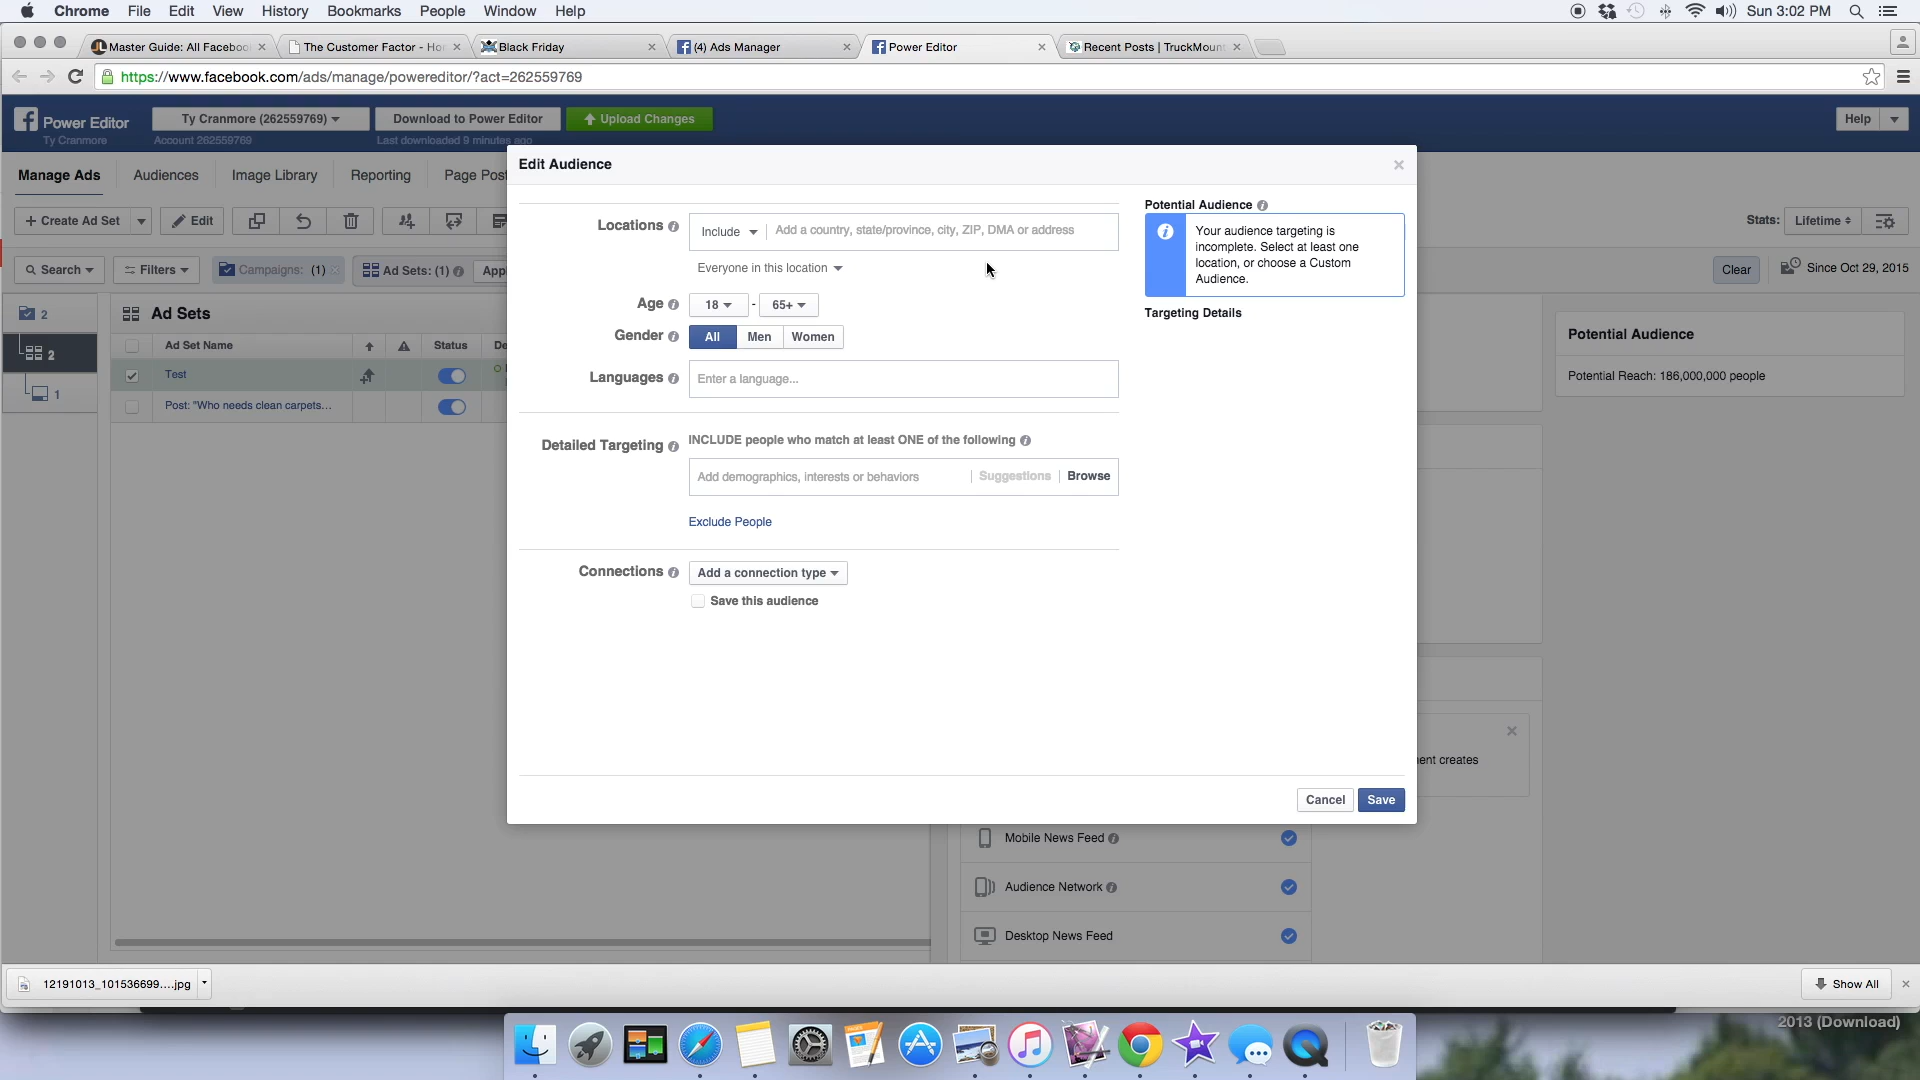 Chrome File Edit View History Bookmarks People Window Help Sun 3:02 PM
Master Guide: All Faceboo The Customer Factor - Ho Black Friday (4) Ads Manager Power Editor Recent Posts | TruckMount
https://www.facebook.com/ads/manage/powereditor/?act=262559769
Power Editor Ty Cranmore (262559769) Download to Power Editor Upload Changes Help
Ty Cranmore Account 262559769 Last downloaded 9 minutes ago
Manage Ads Audiences Image Library Reporting Page Pos
+ Create Ad Set Edit Stats: Lifetime
Search Filters Campaigns: (1) Ad Sets: (1) Appl Clear Since Oct 29, 2015
2
2
1
Ad Sets
Ad Set Name Status De
Test
Post: "Who needs clean carpets...
Edit Audience
Locations Include Add a country, state/province, city, ZIP, DMA or address
Everyone in this location
Age 18 - 65+
Gender All Men Women
Languages Enter a language...
Detailed Targeting INCLUDE people who match at least ONE of the following
Add demographics, interests or behaviors Suggestions Browse
Exclude People
Connections Add a connection type
Save this audience
Potential Audience
Your audience targeting is
incomplete. Select at least one
location, or choose a Custom
Audience.
Targeting Details
Cancel Save
Potential Audience
Potential Reach: 186,000,000 people
ent creates
Mobile News Feed
Audience Network
Desktop News Feed
12191013_101536699....jpg Show All
2013 (Download)